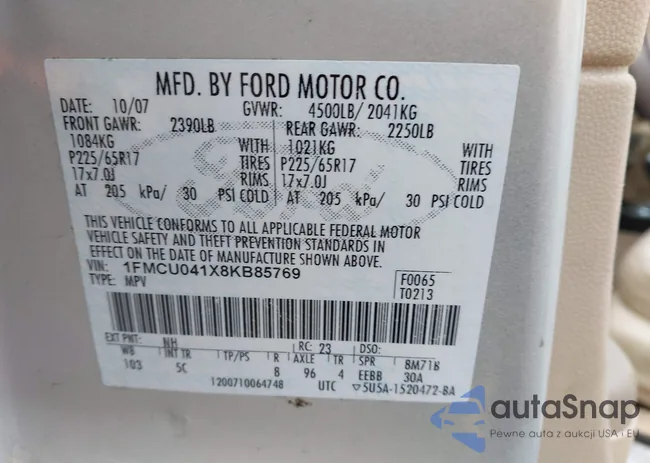 MFD. BY FORD MOTOR CO.
DATE: 10/07 GVWR: 4500LB/ 2041KG
FRONT GAWR: 2390LB REAR GAWR: 2250LB
1084KG WITH 1021KG WITH
P225/65R17 TIRES P225/65R17 TIRES
17x7.0J RIMS 17x7.0J RIMS
AT 205 kPa/ 30 PSI COLD AT 205 kPa/ 30 PSI COLD
THIS VEHICLE CONFORMS TO ALL APPLICABLE FEDERAL MOTOR
VEHICLE SAFETY AND THEFT PREVENTION STANDARDS IN
EFFECT ON THE DATE OF MANUFACTURE SHOWN ABOVE.
VIN: 1FMCU041X8KB85769 F0065
TYPE: MPV T0213
EXT PNT: NH RC: 23 DSO:
WB INT TR TP/PS R AXLE TR SPR 8M71B
103 5C B 96 4 EEBB 30A
1200710064748 UTC ▽5U5A-1520472-BA
autaSnap
Pewne auta z aukcji USA i EU